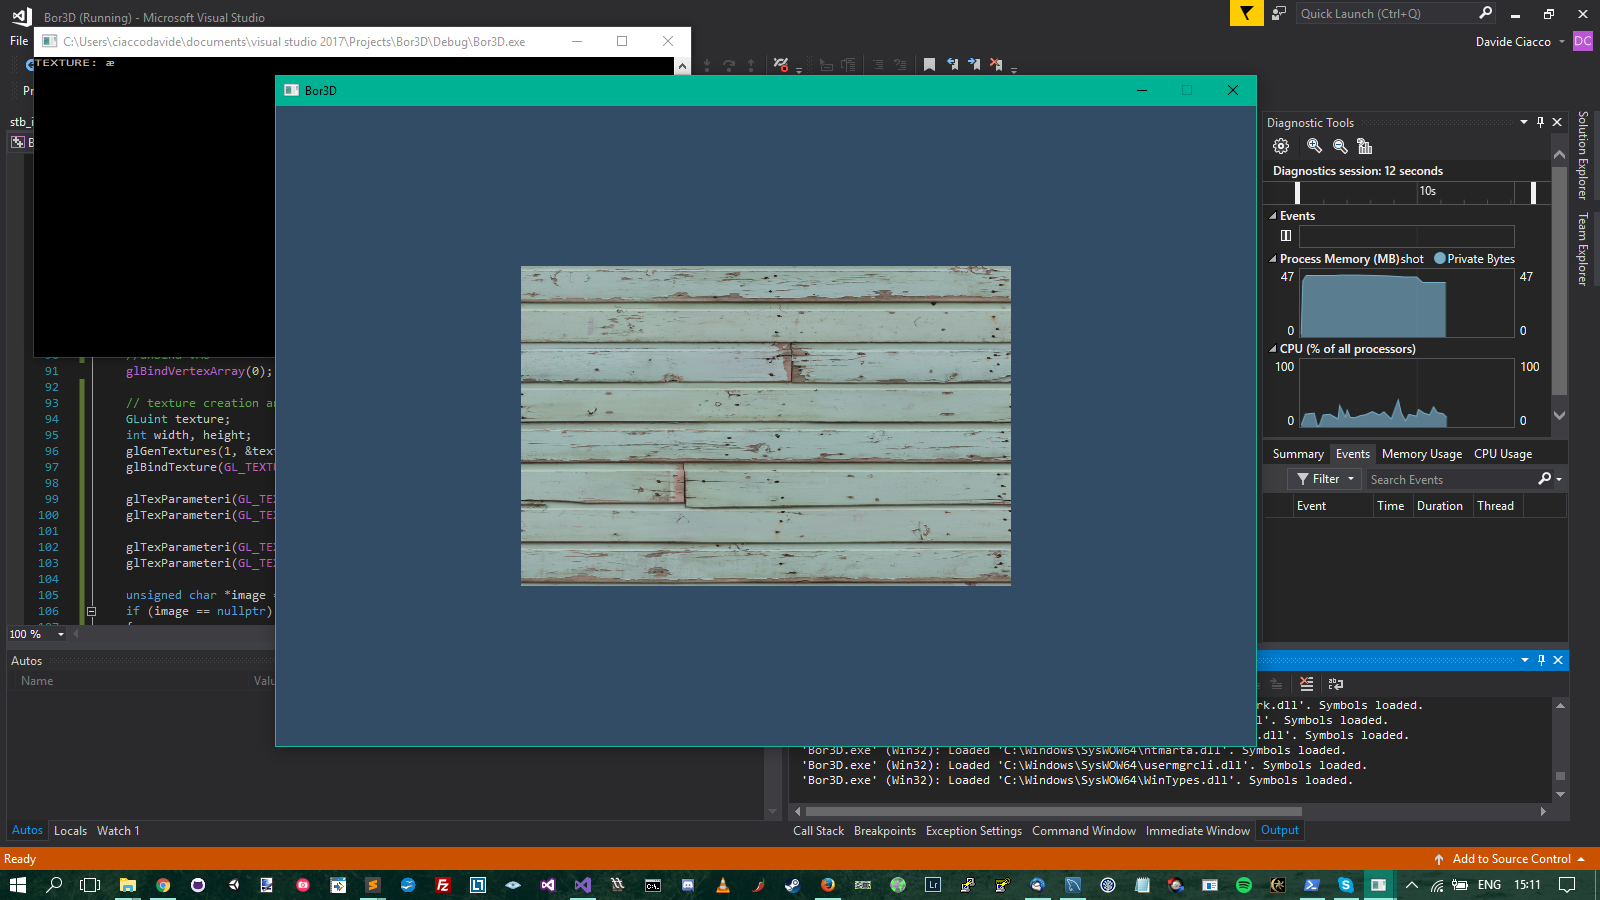 Bor3D (Running) - Microsoft Visual Studio
Quick Launch (Ctrl+Q)
File
C:\Users\ciaccodavide\documents\visual studio 2017\Projects\Bor3D\Debug\Bor3D.exe
Davide Ciacco
DC
TEXTURE: æ
Bor3D
Diagnostic Tools
Diagnostics session: 12 seconds
10s
Events
Process Memory (MB)
shot
Private Bytes
47
47
0
0
CPU (% of all processors)
100
100
0
0
Solution Explorer
Team Explorer
Summary
Events
Memory Usage
CPU Usage
Filter
Search Events
Event
Time
Duration
Thread
91 glBindVertexArray(0);
92
93 // texture creation
94 GLuint texture;
95 int width, height;
96 glGenTextures(1, &text
97 glBindTexture(GL_TEXTU
98
99 glTexParameteri(GL_TEX
100 glTexParameteri(GL_TEX
101
102 glTexParameteri(GL_TEX
103 glTexParameteri(GL_TEX
104
105 unsigned char *image =
106 if (image == nullptr)
100 %
Autos
Name
Valu
rk.dll'. Symbols loaded.
l'. Symbols loaded.
.dll'. Symbols loaded.
'Bor3D.exe' (Win32): Loaded 'C:\Windows\SysWOW64\ntmarta.dll'. Symbols loaded.
'Bor3D.exe' (Win32): Loaded 'C:\Windows\SysWOW64\usermgrcli.dll'. Symbols loaded.
'Bor3D.exe' (Win32): Loaded 'C:\Windows\SysWOW64\WinTypes.dll'. Symbols loaded.
Autos
Locals
Watch 1
Call Stack
Breakpoints
Exception Settings
Command Window
Immediate Window
Output
Ready
Add to Source Control
ENG
15:11